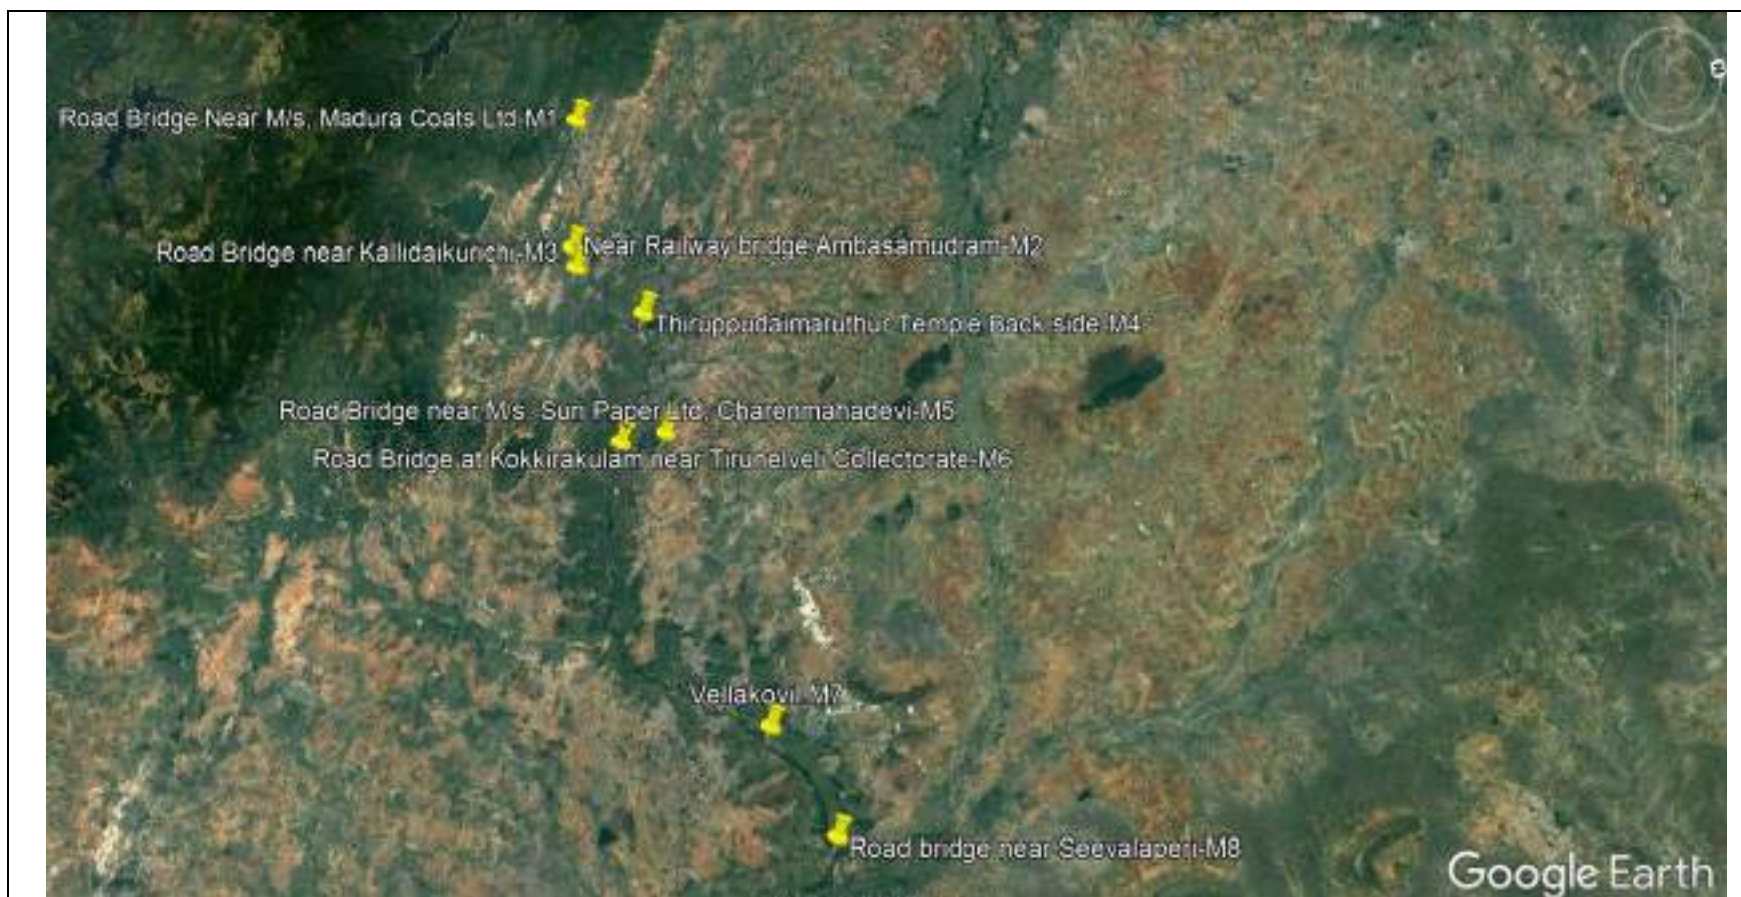 Road Bridge Near M/s. Madura Coats Ltd-M1
Near Railway bridge Ambasamudram-M2
Road Bridge near Kallidaikurichi-M3
Thiruppudaimaruthur Temple Back side-M4
Road Bridge near M/s. Sun Paper Ltd, Charenmahadevi-M5
Road Bridge at Kokkirakulam near Tirunelveli Collectorate-M6
Vellakovil-M7
Road bridge near Seevalaperi-M8
Google Earth